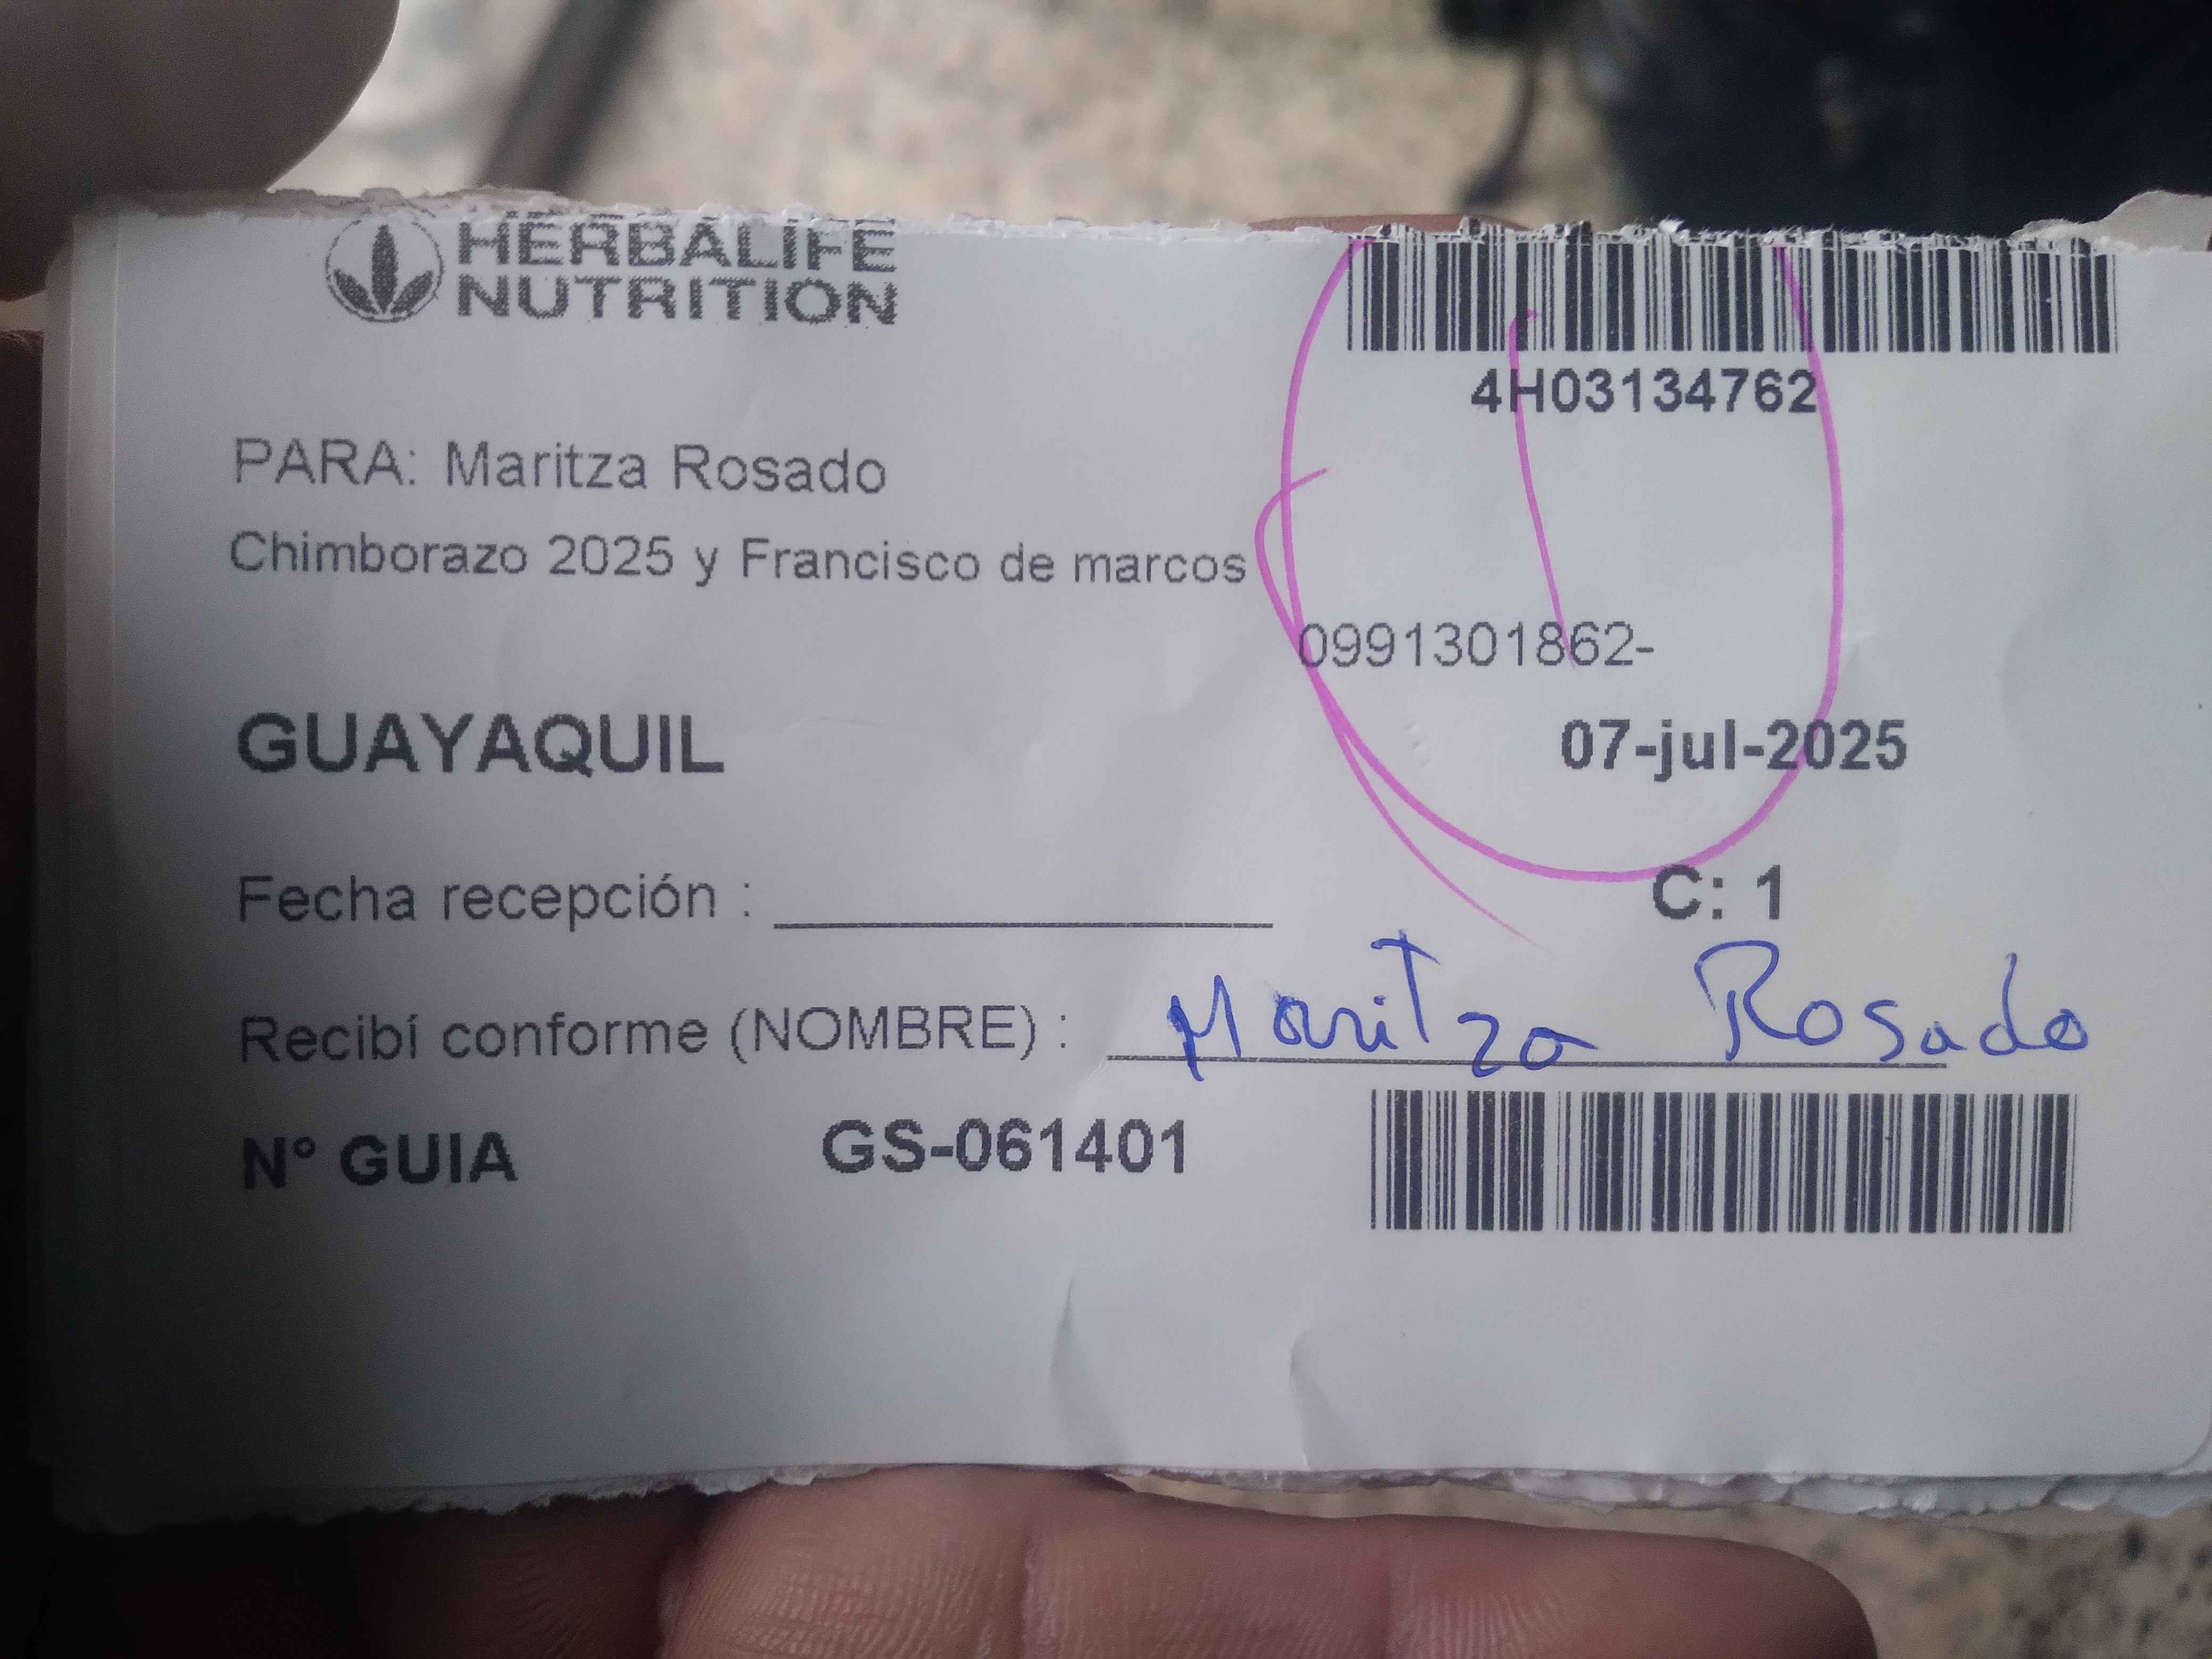 HERBALIFE
NUTRITION
4H03134762
PARA: Maritza Rosado
Chimborazo 2025 y Francisco de marcos
0991301862-
GUAYAQUIL
07-jul-2025
Fecha recepción :
C: 1
Recibí conforme (NOMBRE) : Maritza Rosado
N° GUIA GS-061401